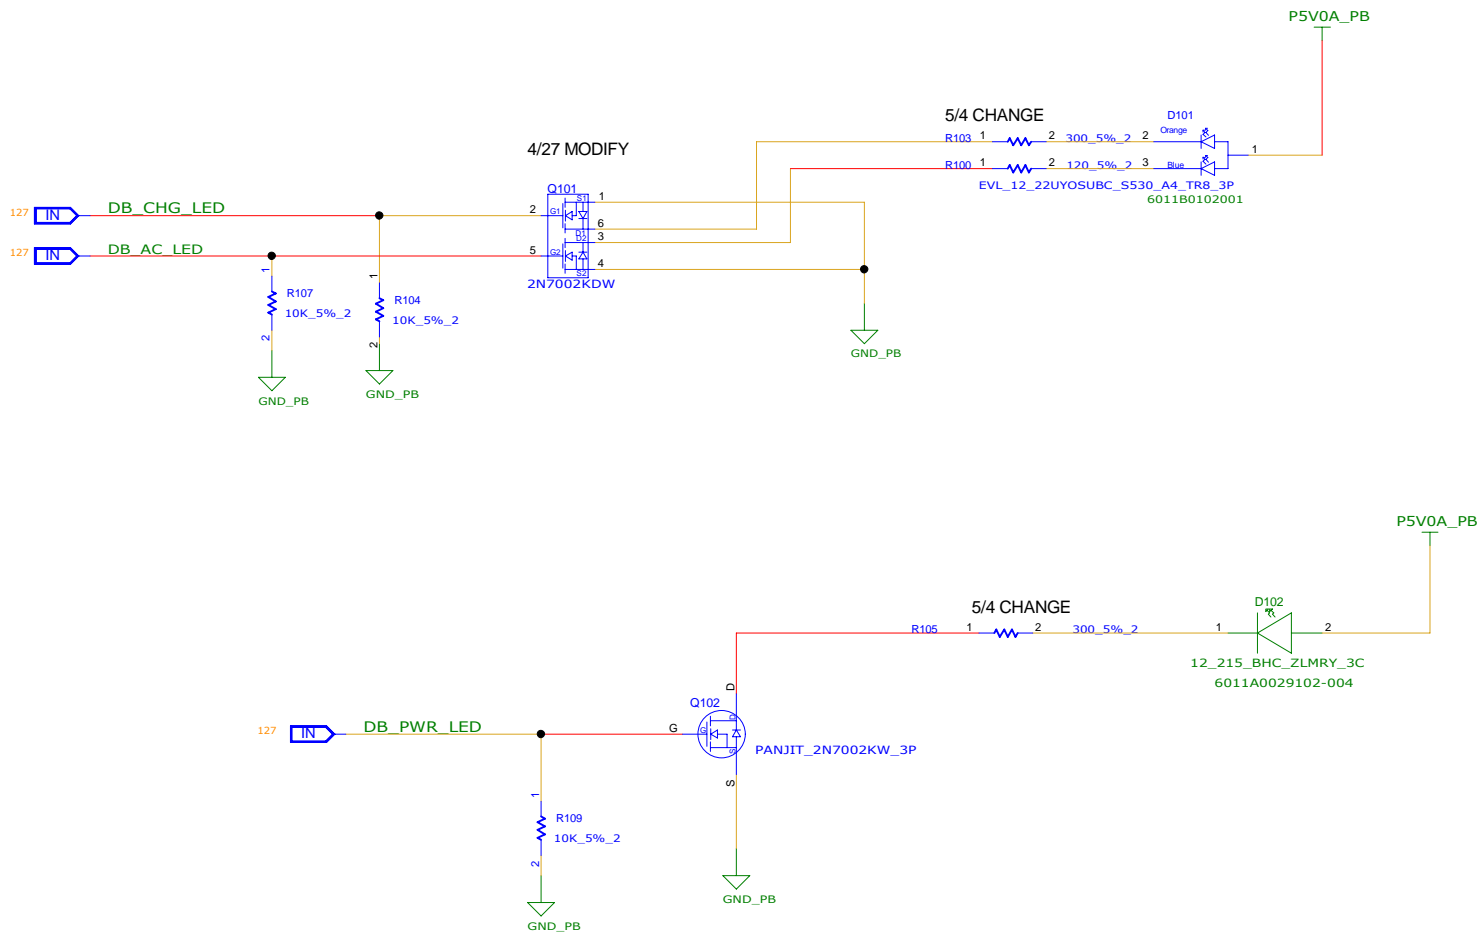 P5V0A_PB
5/4 CHANGE
D101
Orange
R103 1 2 300_5%_2 2
1
4/27 MODIFY
R100 1 2 120_5%_2 3 Blue
EVL_12_22UYOSUBC_S530_A4_TR8_3P
6011B0102001
Q101
127 IN DB_CHG_LED 2 G1 S1 1
D1 6
D2 3
127 IN DB_AC_LED 5 G2
S2 4
2N7002KDW
1
R107
10K_5%_2
2
GND_PB
1
R104
10K_5%_2
2
GND_PB
GND_PB
P5V0A_PB
5/4 CHANGE
D102
R105 1 2 300_5%_2 1 2
12_215_BHC_ZLMRY_3C
6011A0029102-004
D
Q102
D
127 IN DB_PWR_LED G G
S
PANJIT_2N7002KW_3P
S
1
R109
10K_5%_2
2
GND_PB
GND_PB